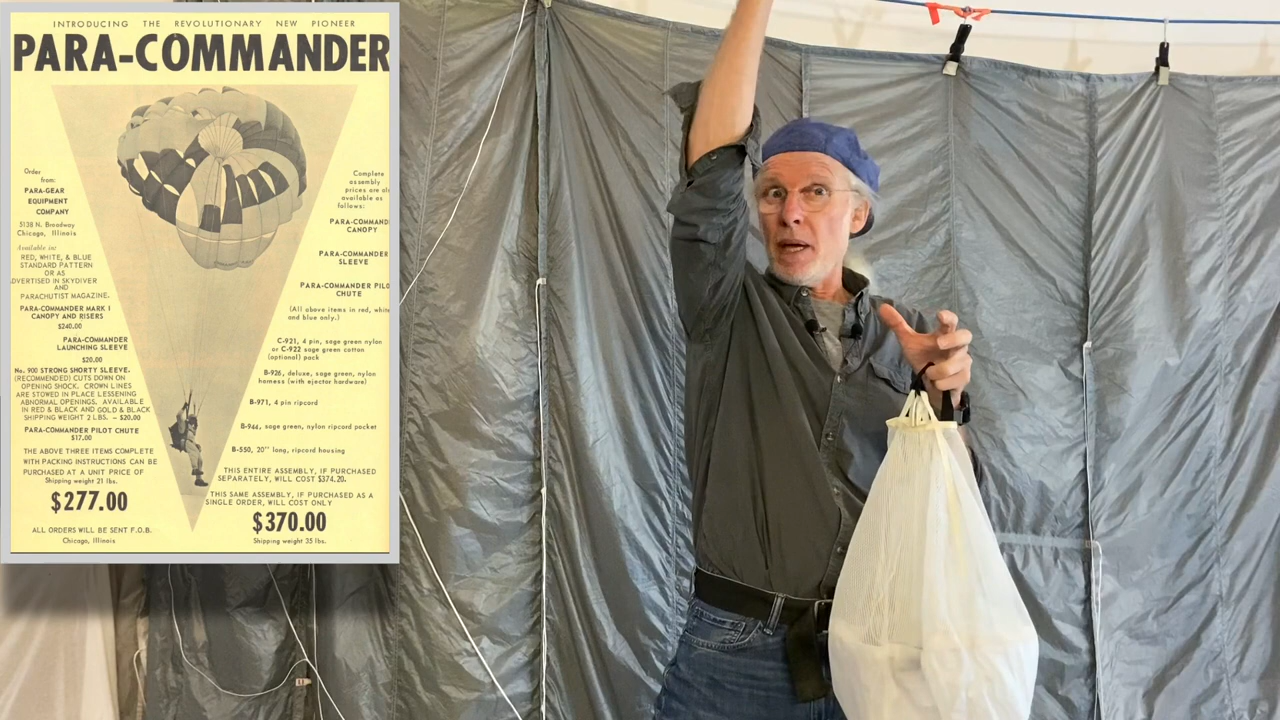 INTRODUCING THE REVOLUTIONARY NEW PIONEER
PARA-COMMANDER
Order
from:
PARA-GEAR
EQUIPMENT
COMPANY
5138 N. Broadway
Chicago, Illinois
Available in:
RED, WHITE, & BLUE
STANDARD PATTERN
OR AS
DVERTISED IN SKYDIVER
AND
PARACHUTIST MAGAZINE.
PARA-COMMANDER MARK I
CANOPY AND RISERS
$240.00
PARA-COMMANDER
LAUNCHING SLEEVE
$20.00
No. 900 STRONG SHORTY SLEEVE.
(RECOMMENDED) CUTS DOWN ON
OPENING SHOCK. CROWN LINES
ARE STOWED IN PLACE LESSENING
ABNORMAL OPENINGS. AVAILABLE
IN RED & BLACK AND GOLD & BLACK
SHIPPING WEIGHT 2 LBS. - $20.00
PARA-COMMANDER PILOT CHUTE
$17.00
THE ABOVE THREE ITEMS COMPLETE
WITH PACKING INSTRUCTIONS CAN BE
PURCHASED AT A UNIT PRICE OF
Shipping weight 21 lbs.
$277.00
ALL ORDERS WILL BE SENT F.O.B.
Chicago, Illinois
Complete
assembly
prices are als
available as
follows:
PARA-COMMAND
CANOPY
PARA-COMMANDER
SLEEVE
PARA-COMMANDER PILO
CHUTE
(All above items in red, white
and blue only.)
C-921, 4 pin, sage green nylon
or C-922 sage green cotton
(optional) pack
B-926, deluxe, sage green, nylon
harness (with ejector hardware)
B-971, 4 pin ripcord
B-944, sage green, nylon ripcord pocket
B-550, 20" long, ripcord housing
THIS ENTIRE ASSEMBLY, IF PURCHASED
SEPARATELY, WILL COST $374.20.
THIS SAME ASSEMBLY, IF PURCHASED AS A
SINGLE ORDER, WILL COST ONLY
$370.00
Shipping weight 35 lbs.